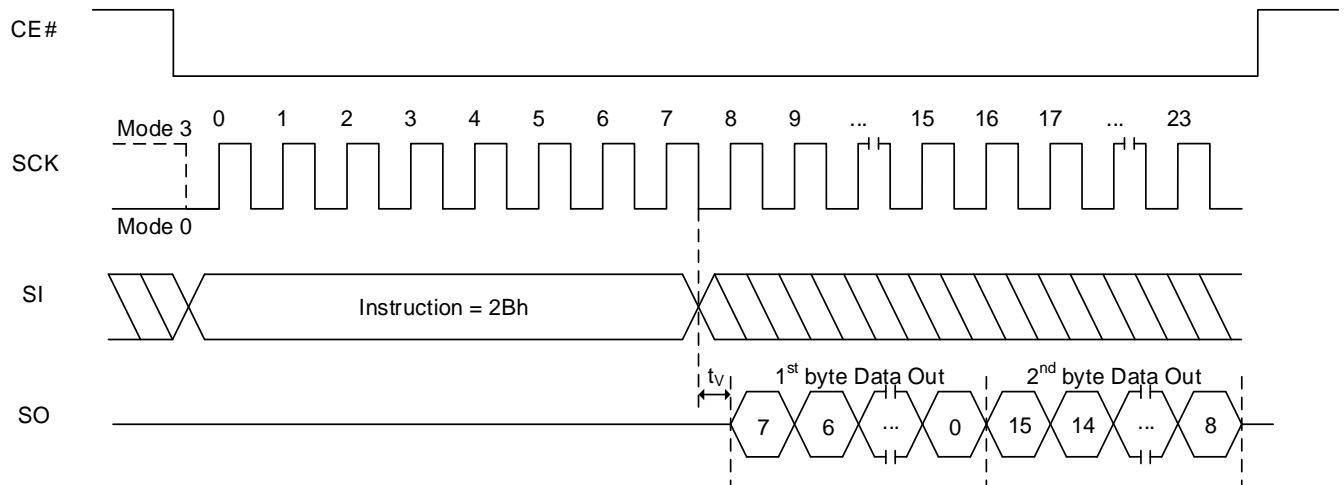 CE#
0 1 2 3 4 5 6 7 8 9 ... 15 16 17 ... 23
Mode 3
SCK
Mode 0
SI
Instruction = 2Bh
tV 1st byte Data Out 2nd byte Data Out
SO
7 6 ... 0 15 14 ... 8